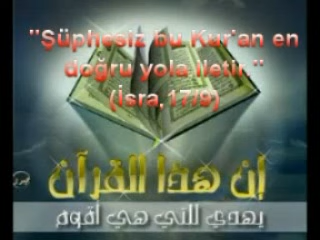 "Şüphesiz bu Kur'an en
doğru yola iletir."
(İsra,17/9)
إن هذا القرآن
يهدي للتي هي أقوم